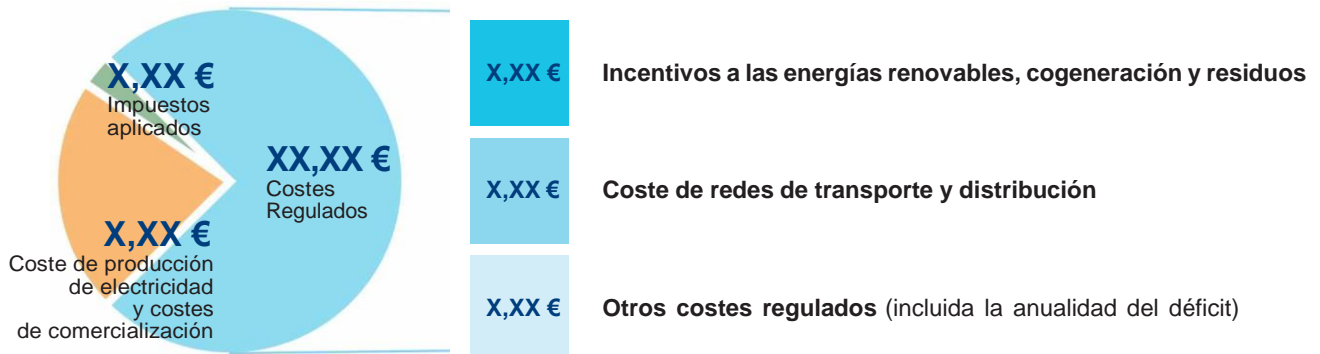 X,XX €
Impuestos
aplicados
XX,XX €
Costes
Regulados
X,XX €
Coste de producción
de electricidad
y costes
de comercialización
X,XX € Incentivos a las energías renovables, cogeneración y residuos
X,XX € Coste de redes de transporte y distribución
X,XX € Otros costes regulados (incluida la anualidad del déficit)